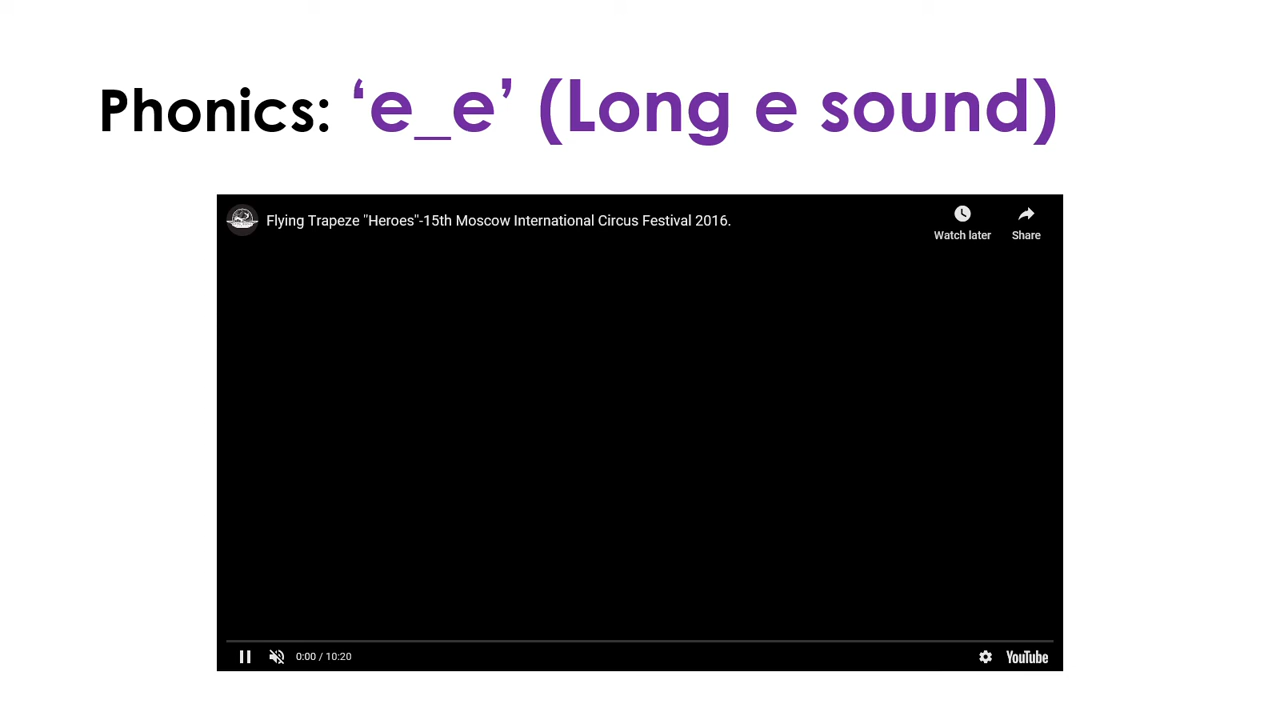 Phonics: ‘e_e’ (Long e sound)
Flying Trapeze "Heroes"-15th Moscow International Circus Festival 2016.
Watch later
Share
0:00 / 10:20
YouTube